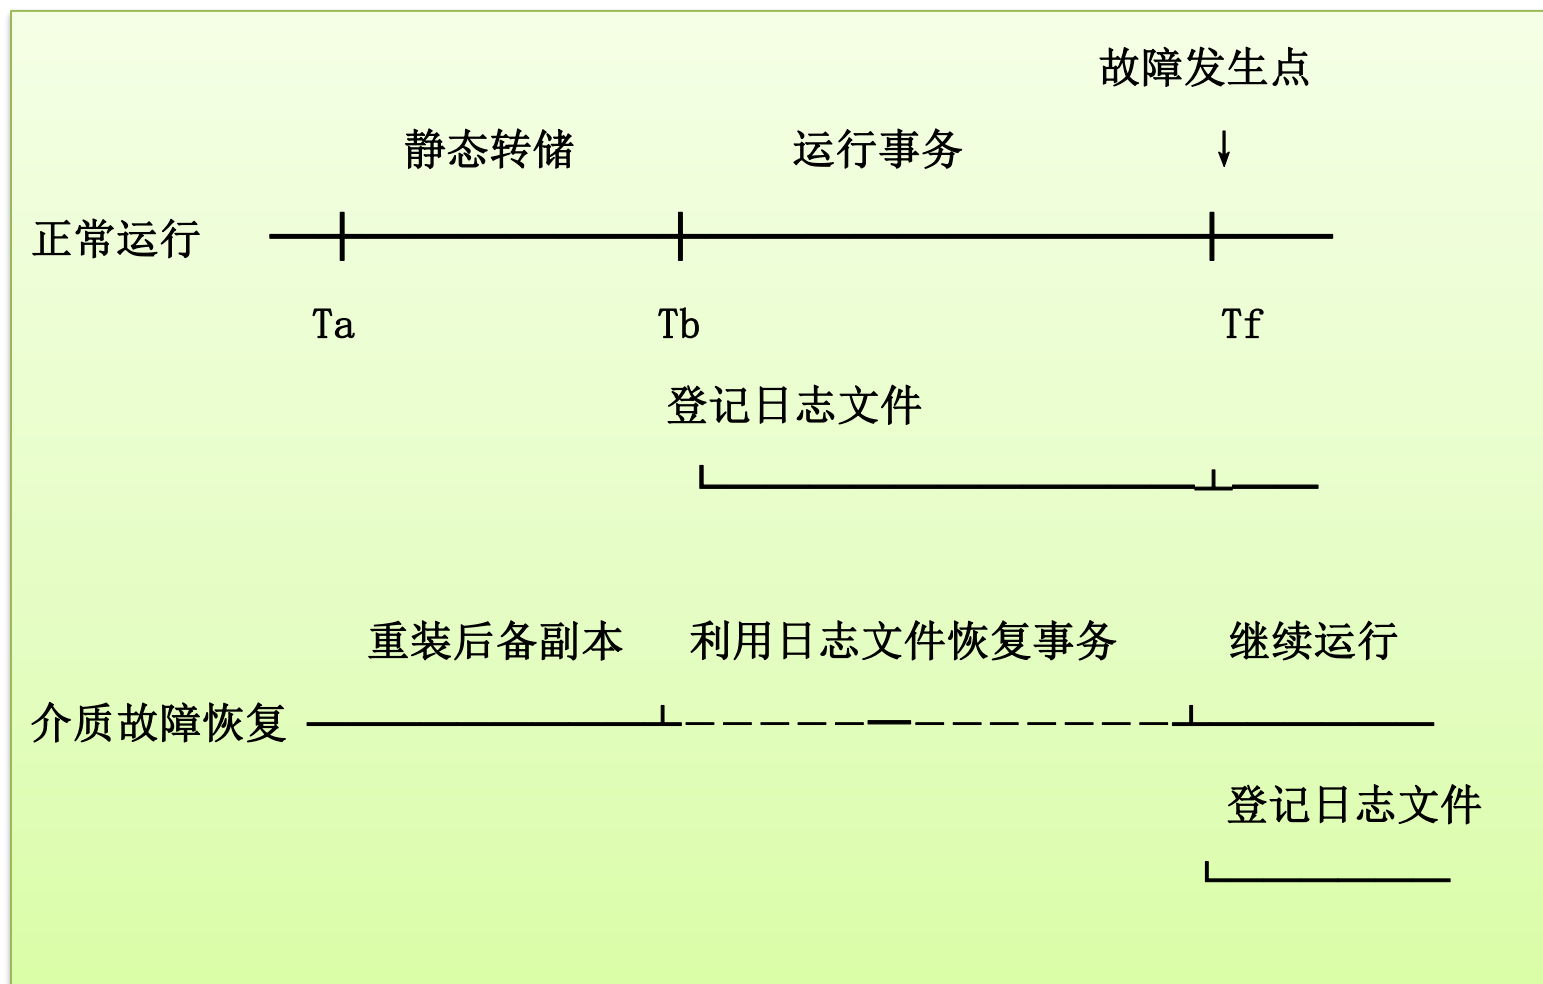 故障发生点
静态转储 运行事务
正常运行
Ta Tb Tf
登记日志文件
重装后备副本 利用日志文件恢复事务 继续运行
介质故障恢复
登记日志文件